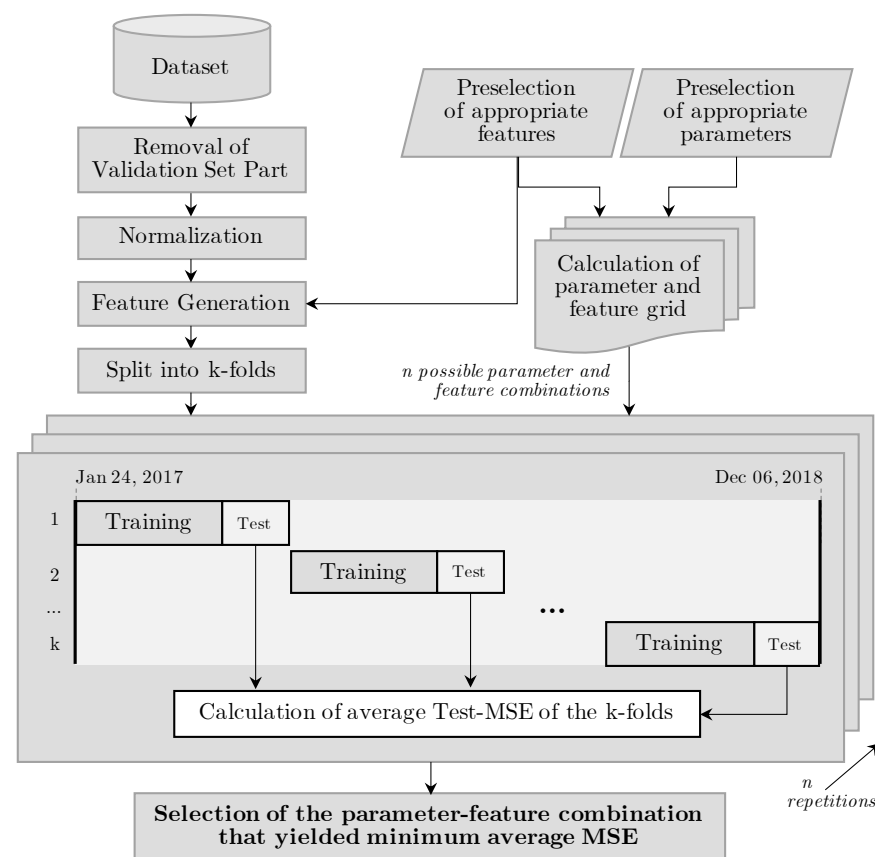 Dataset
Preselection
of appropriate
features
Preselection
of appropriate
parameters
Removal of
Validation Set Part
Normalization
Feature Generation
Split into k-folds
Calculation of
parameter and
feature grid
n possible parameter and
feature combinations
Jan 24, 2017
Dec 06, 2018
1
Training
Test
2
Training
Test
...
...
k
Training
Test
Calculation of average Test-MSE of the k-folds
n
repetitions
Selection of the parameter-feature combination
that yielded minimum average MSE